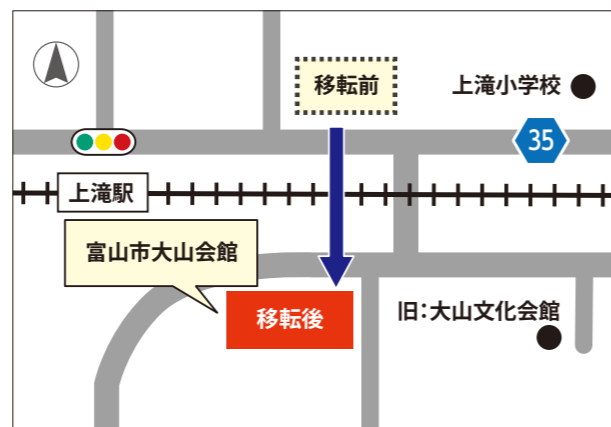 移転前
上滝小学校
35
上滝駅
富山市大山会館
移転後
旧:大山文化会館